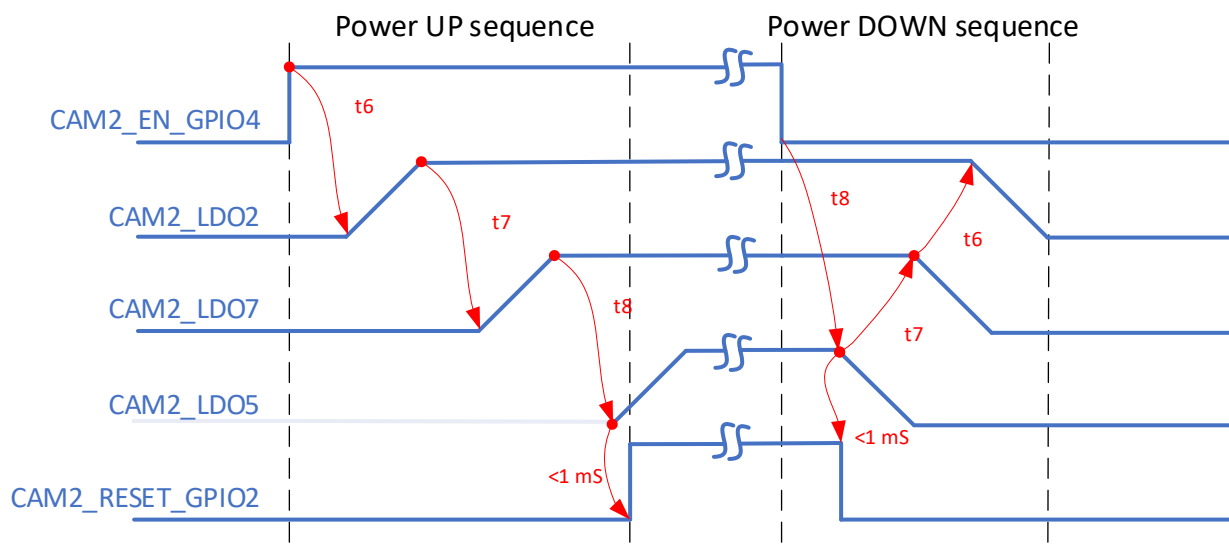 Power UP sequence
Power DOWN sequence
CAM2_EN_GPIO4
t6
CAM2_LDO2
t7
t8
t6
CAM2_LDO7
t8
t7
CAM2_LDO5
<1 mS
<1 mS
CAM2_RESET_GPIO2